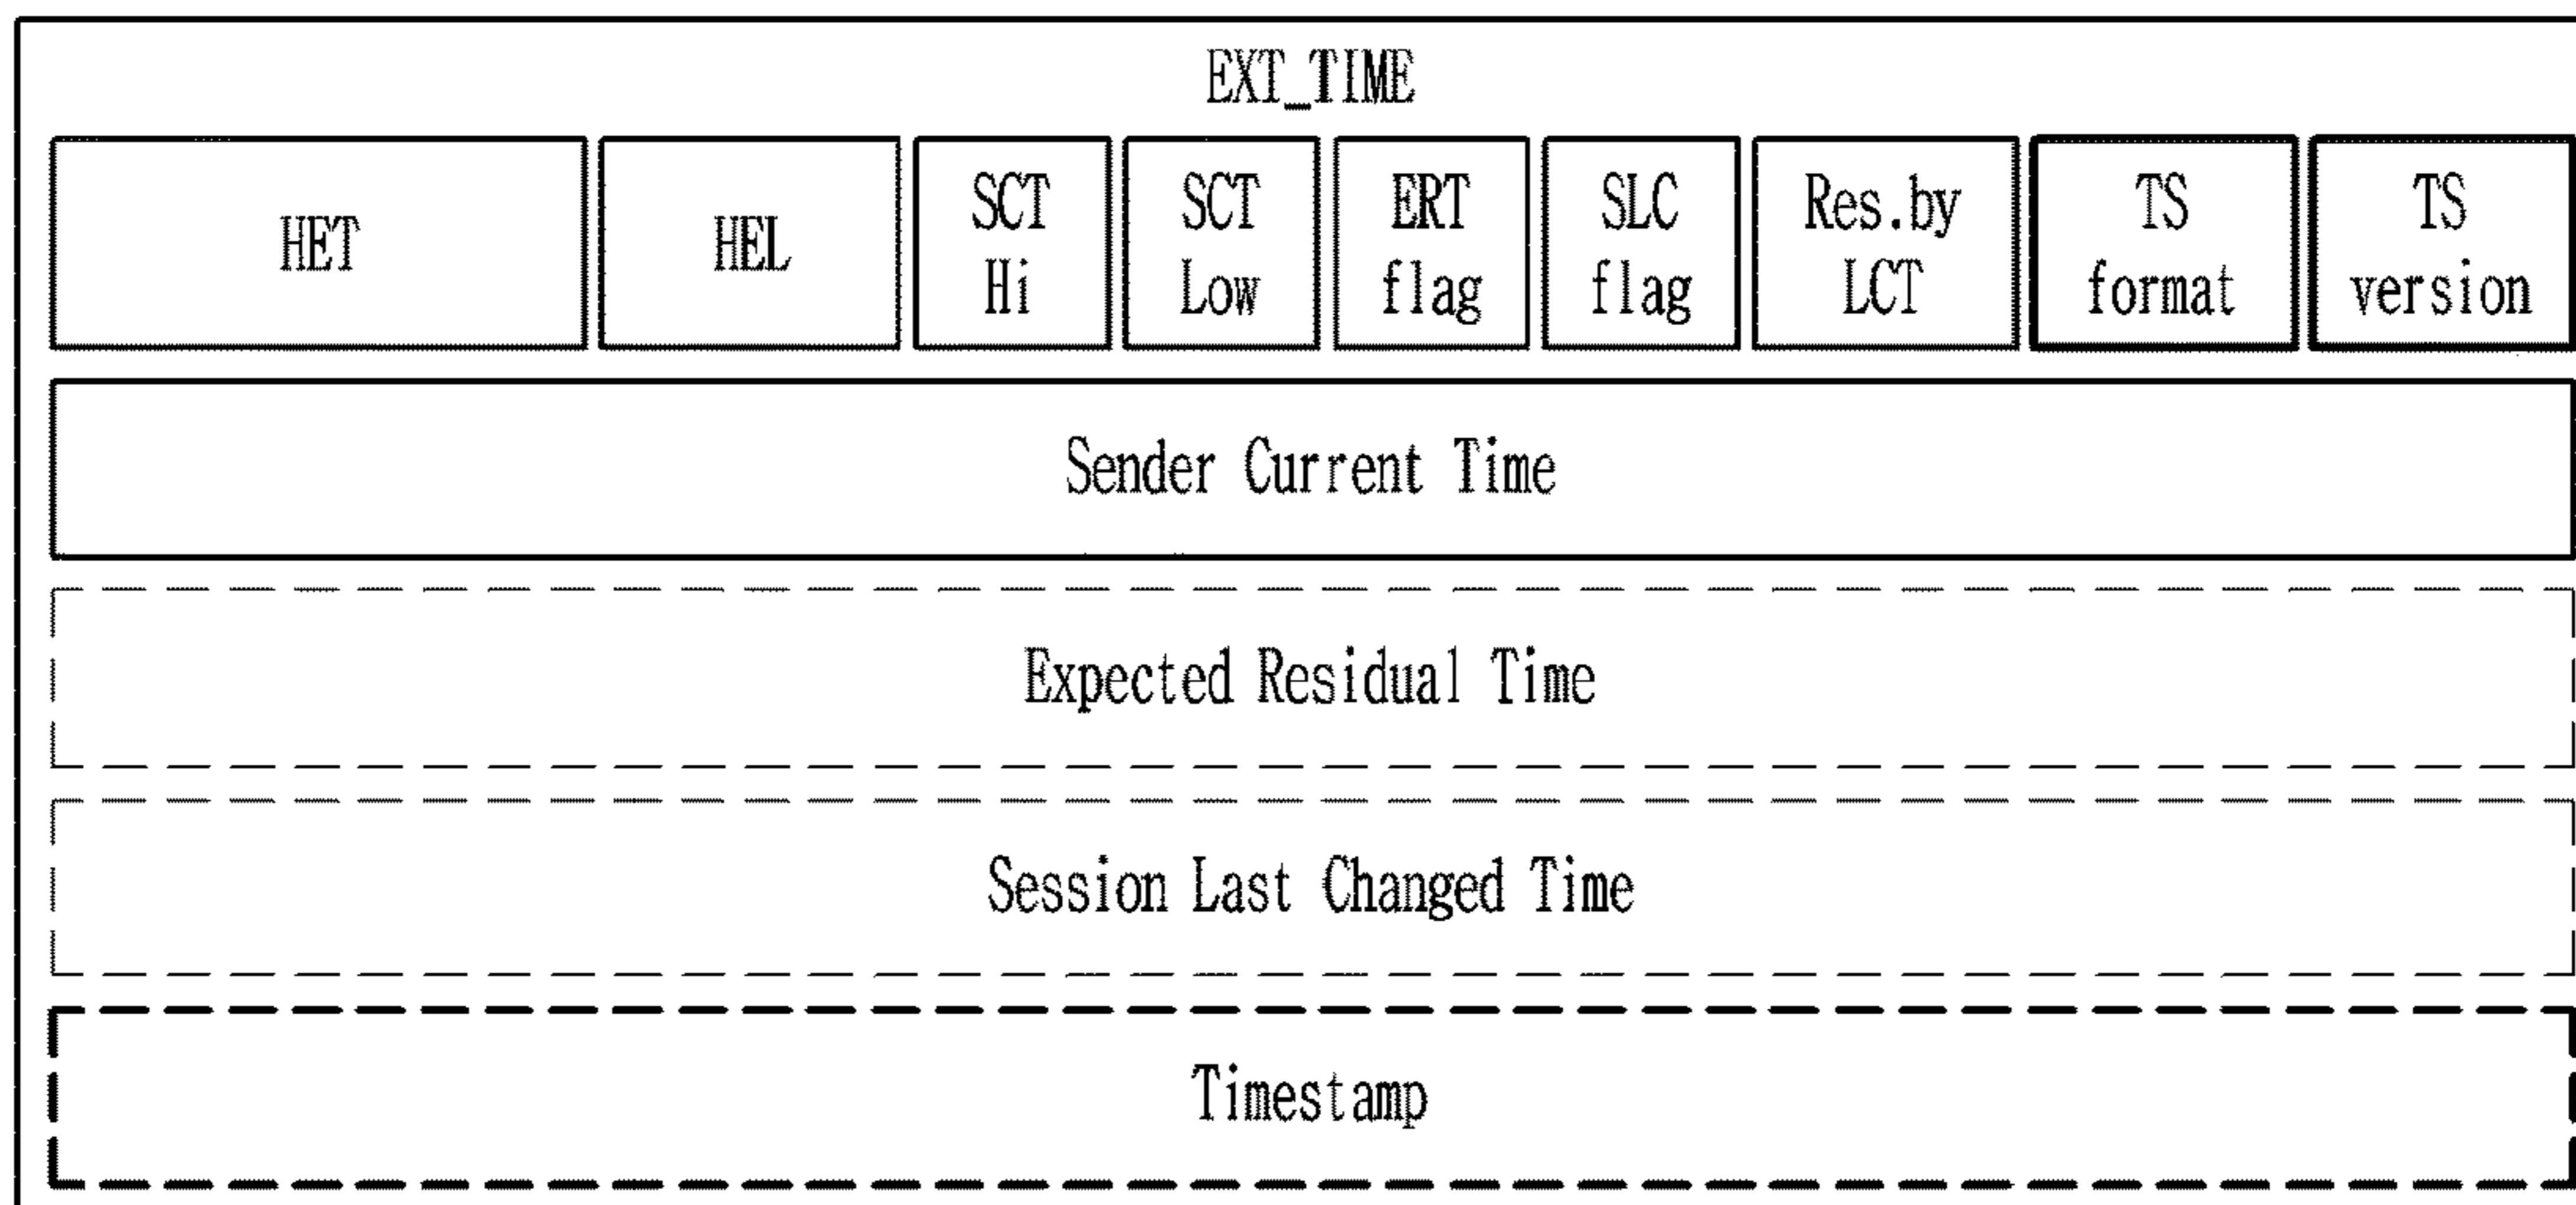 EXT_TIME
HET
HEL
SCT
Hi
SCT
Low
ERT
flag
SLC
flag
Res.by
LCT
TS
format
TS
version
Sender Current Time
Expected Residual Time
Session Last Changed Time
Timestamp